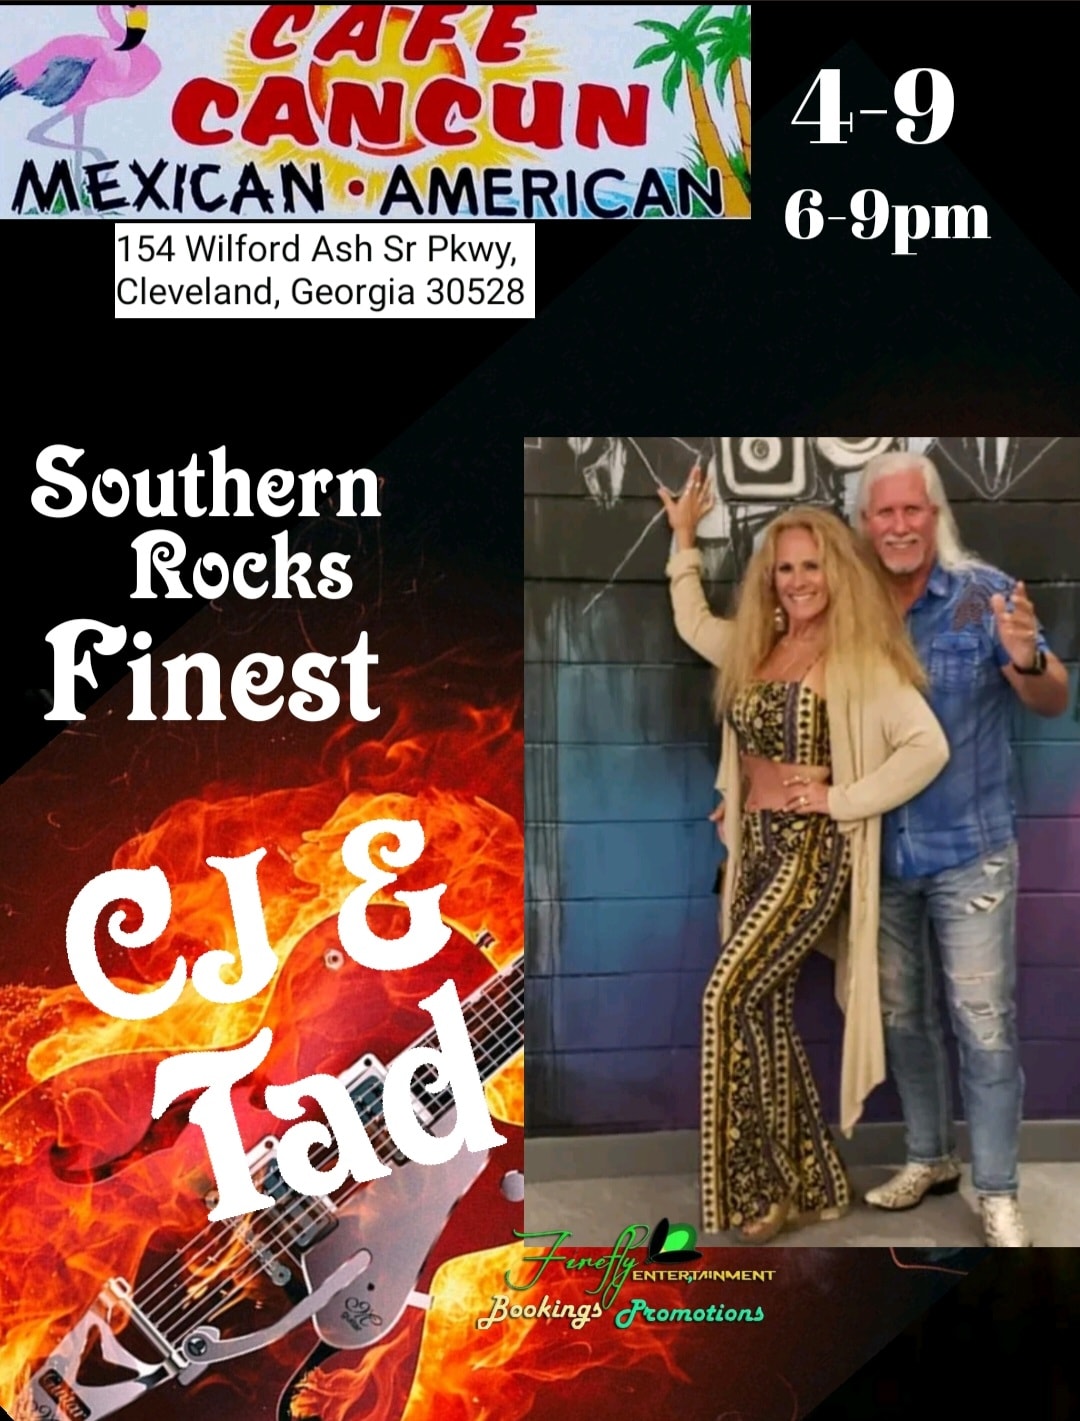 CAFE
CANCUN
MEXICAN • AMERICAN
4-9
6-9pm
154 Wilford Ash Sr Pkwy,
Cleveland, Georgia 30528
Southern
Rocks
Finest
CJ &
Tad
Firefly
ENTERTAINMENT
Bookings Promotions